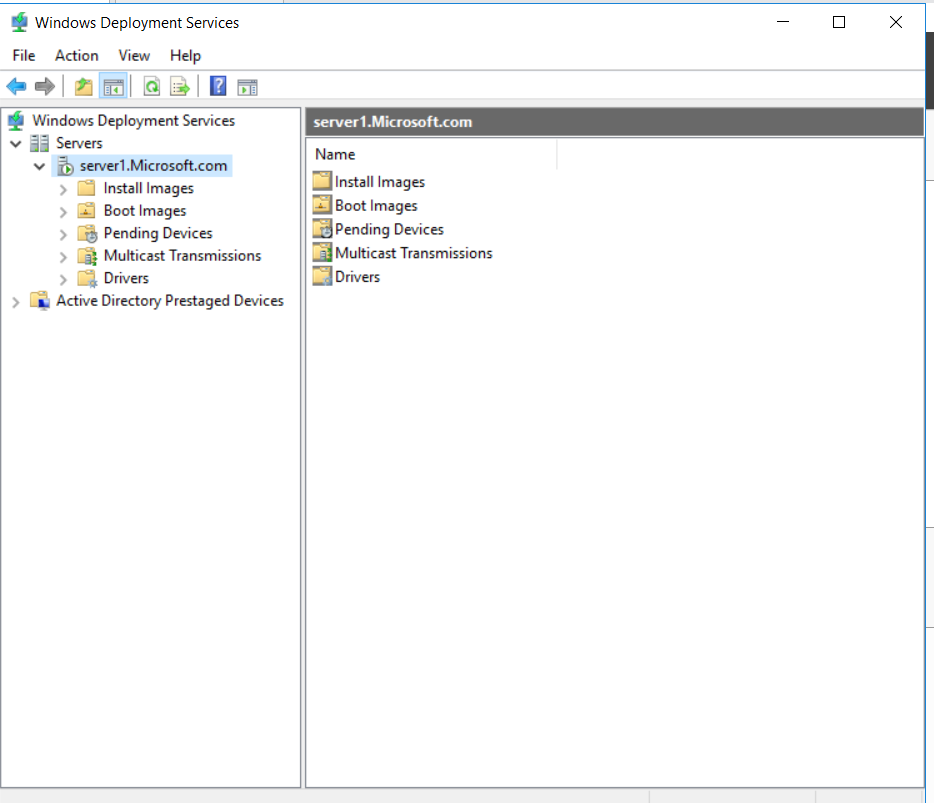 Windows Deployment Services
File Action View Help
Windows Deployment Services
Servers
server1.Microsoft.com
Install Images
Boot Images
Pending Devices
Multicast Transmissions
Drivers
Active Directory Prestaged Devices
server1.Microsoft.com
Name
Install Images
Boot Images
Pending Devices
Multicast Transmissions
Drivers